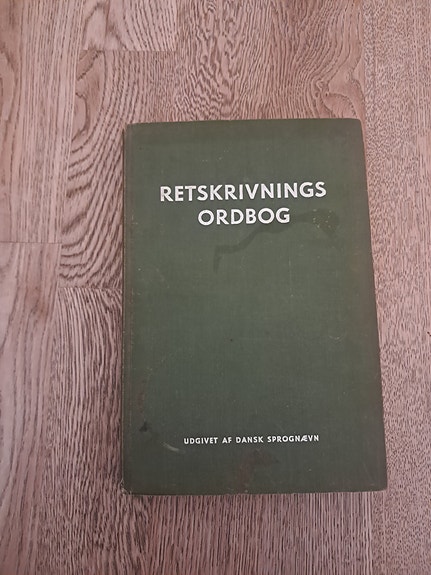 RETSKRIVNINGS
ORDBOG
UDGIVET AF DANSK SPROGNÆVN